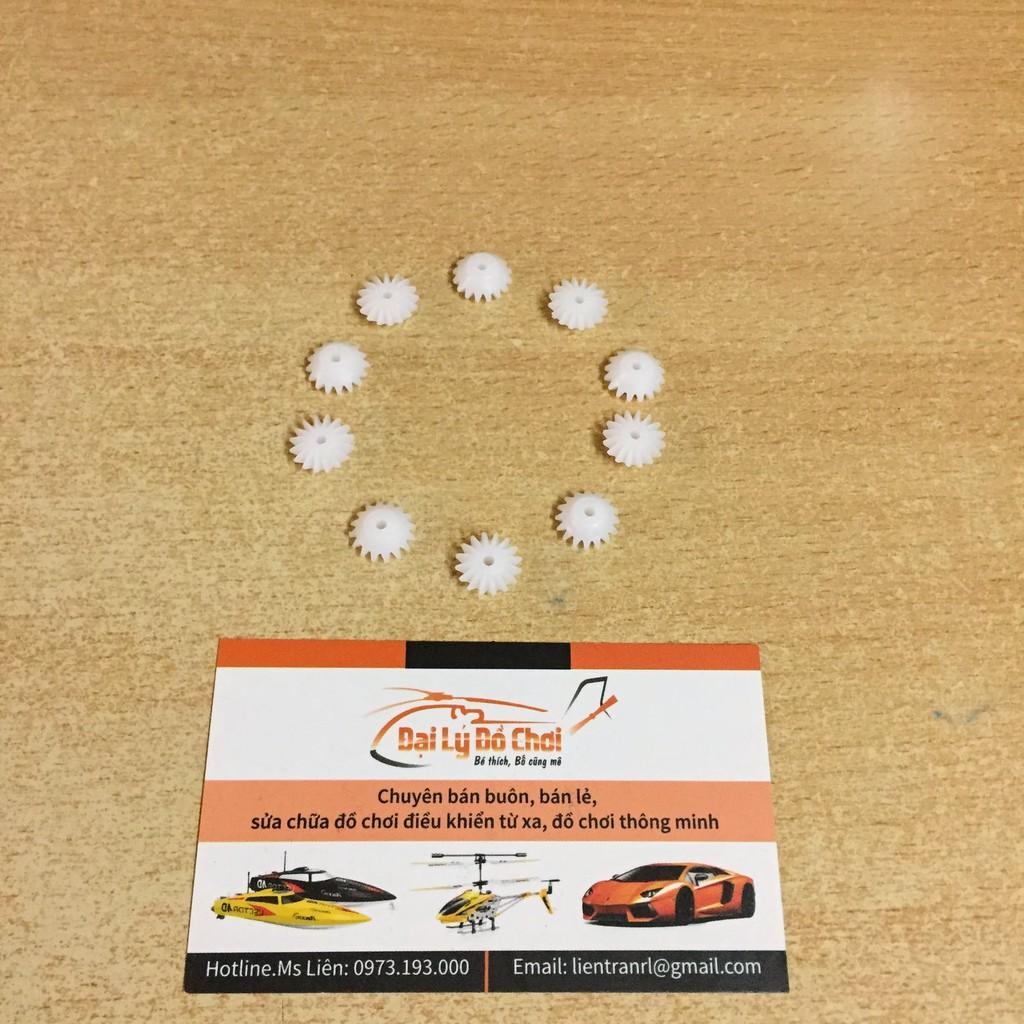 Đại Lý Đồ Chơi
Bé thích, Bố cũng mê
Chuyên bán buôn, bán lẻ,
sửa chữa đồ chơi điều khiển từ xa, đồ chơi thông minh
Hotline.Ms Liên: 0973.193.000
Email: lientranrl@gmail.com